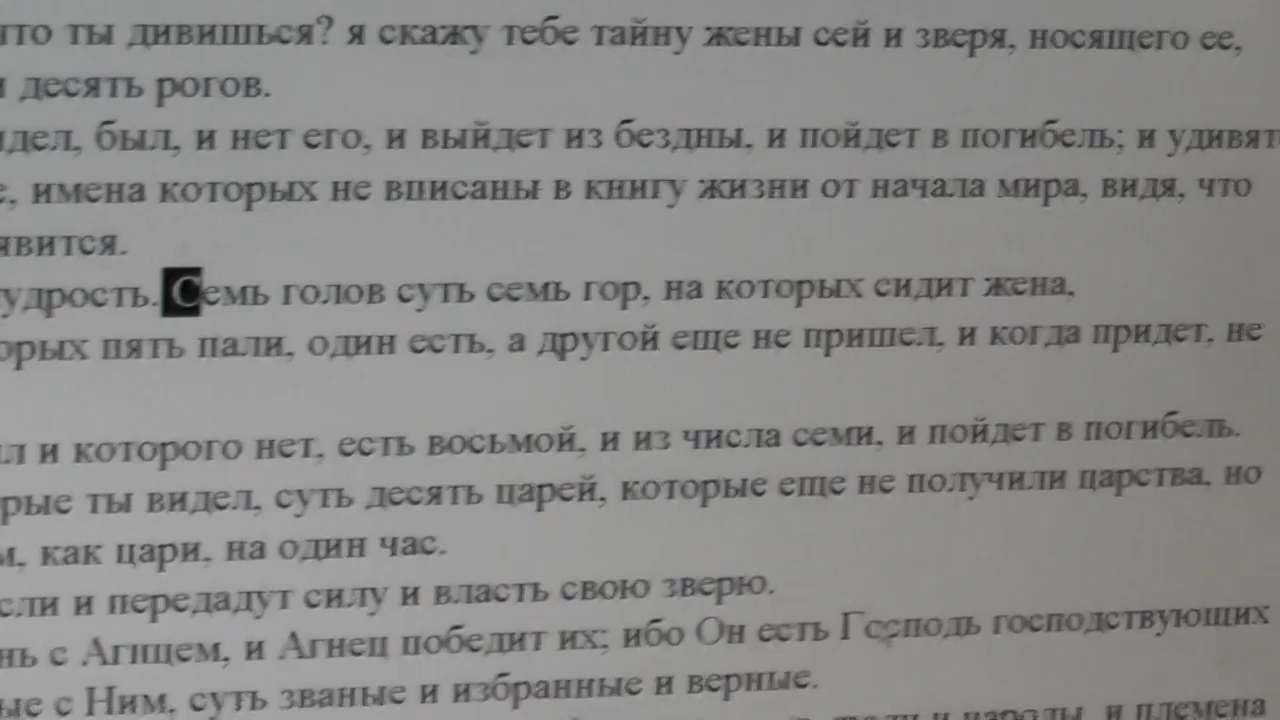 что ты дивишься? я скажу тебе тайну жены сей и зверя, носящего ее,
десять рогов.
был, и нет его, и выйдет из бездны, и пойдет в погибель; и удивят
имена которых не вписаны в книгу жизни от начала мира, видя, что
явится.
удрость. Семь голов суть семь гор, на которых сидит жена,
орых пять пали, один есть, а другой еще не пришел, и когда придет, не
л и которого нет, есть восьмой, и из числа семи, и пойдет в погибель.
рые ты видел, суть десять царей, которые еще не получили царства, но
как цари, на один час.
сли и передадут силу и власть свою зверю.
нь с Агнцем, и Агнец победит их; ибо Он есть Господь господствующих
ые с Ним, суть званые и избранные и верные.
и народы, и племена